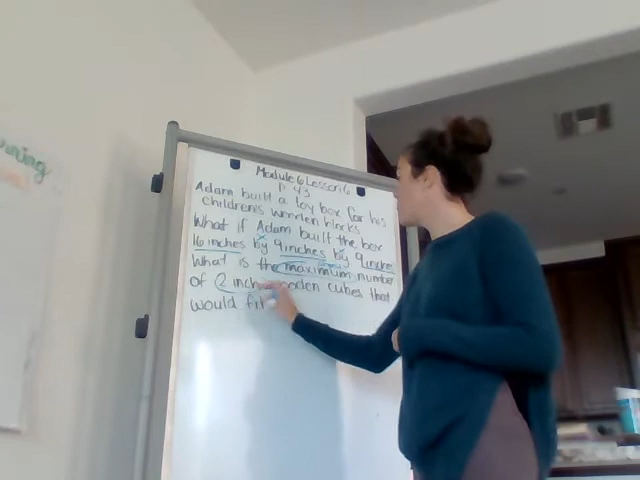 Module 6 Lesson 6
p 43
Adam built a toy box for his
children's wooden blocks
What if Adam built the box
16 inches by 9 inches by 9 inches
What is the maximum number
of 2 inch wooden cubes that
would fit